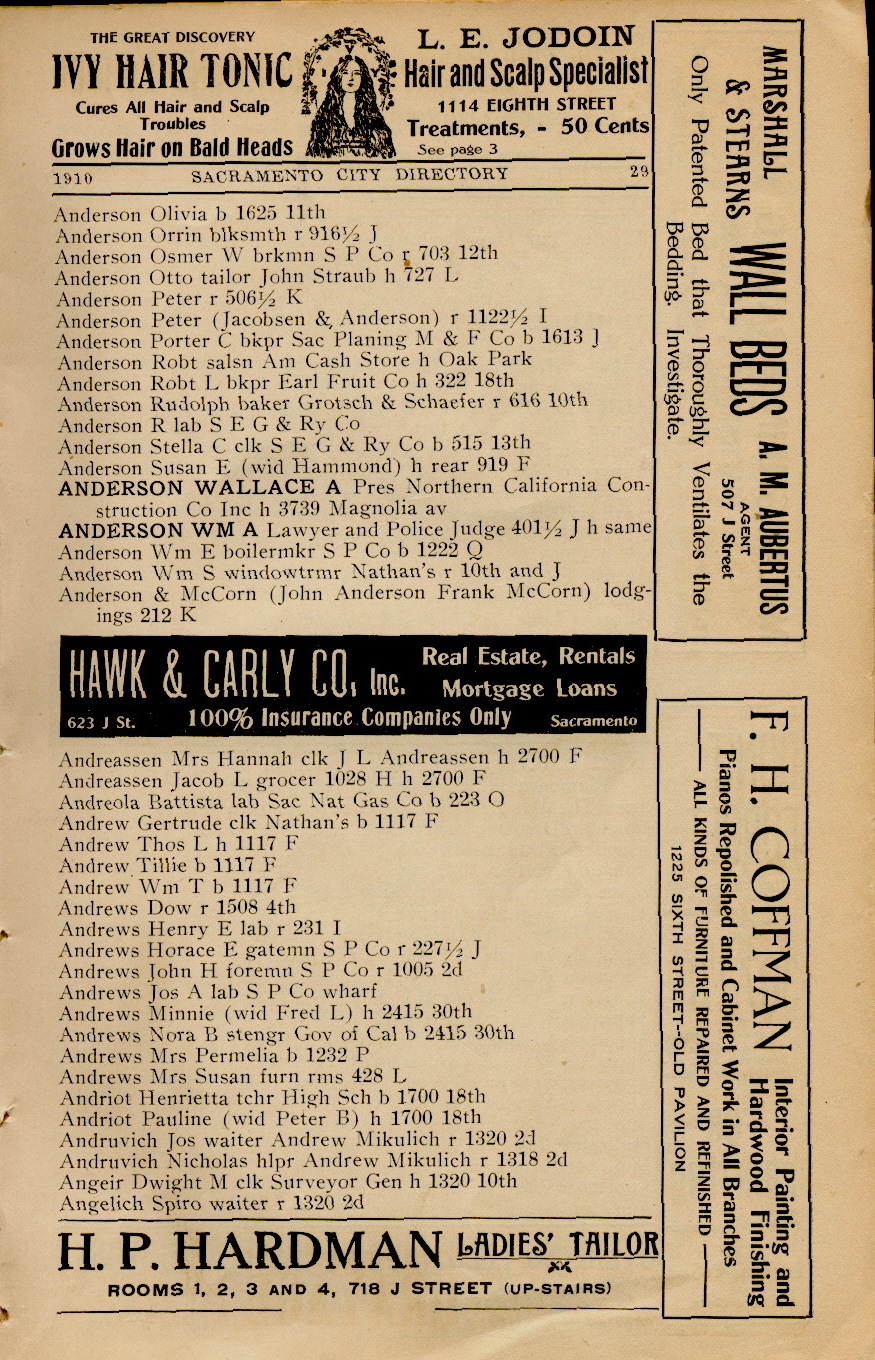 THE GREAT DISCOVERY
IVY HAIR TONIC
Cures All Hair and Scalp
Troubles
Grows Hair on Bald Heads
L. E. JODOIN
Hair and Scalp Specialist
1114 EIGHTH STREET
Treatments, - 50 Cents
See page 3
1910 SACRAMENTO CITY DIRECTORY 29
Anderson Olivia b 1625 11th
Anderson Orrin blksmth r 916½ J
Anderson Osmer W brkmn S P Co r 703 12th
Anderson Otto tailor John Straub h 727 L
Anderson Peter r 506½ K
Anderson Peter (Jacobsen & Anderson) r 1122½ I
Anderson Porter C bkpr Sac Planing M & F Co b 1613 J
Anderson Robt salsn Am Cash Store h Oak Park
Anderson Robt L bkpr Earl Fruit Co h 322 18th
Anderson Rudolph baker Grotsch & Schaefer r 616 10th
Anderson R lab S E G & Ry Co
Anderson Stella C clk S E G & Ry Co b 515 13th
Anderson Susan E (wid Hammond) h rear 919 F
ANDERSON WALLACE A Pres Northern California Con-
struction Co Inc h 3739 Magnolia av
ANDERSON WM A Lawyer and Police Judge 401½ J h same
Anderson Wm E boilermkr S P Co b 1222 Q
Anderson Wm S windowtrmr Nathan's r 10th and J
Anderson & McCorn (John Anderson Frank McCorn) lodg-
ings 212 K
HAWK & CARLY CO, Inc.
Real Estate, Rentals
Mortgage Loans
623 J St. 100% Insurance Companies Only Sacramento
Andreassen Mrs Hannah clk J L Andreassen h 2700 F
Andreassen Jacob L grocer 1028 H h 2700 F
Andreola Battista lab Sac Nat Gas Co b 223 O
Andrew Gertrude clk Nathan's b 1117 F
Andrew Thos L h 1117 F
Andrew Tillie b 1117 F
Andrew Wm T b 1117 F
Andrews Dow r 1508 4th
Andrews Henry E lab r 231 I
Andrews Horace E gatemn S P Co r 227½ J
Andrews John H foremn S P Co r 1005 2d
Andrews Jos A lab S P Co wharf
Andrews Minnie (wid Fred L) h 2415 30th
Andrews Nora B stengr Gov of Cal b 2415 30th
Andrews Mrs Permelia b 1232 P
Andrews Mrs Susan furn rms 428 L
Andriot Henrietta tchr High Sch b 1700 18th
Andriot Pauline (wid Peter B) h 1700 18th
Andruvich Jos waiter Andrew Mikulich r 1320 2d
Andruvich Nicholas hlpr Andrew Mikulich r 1318 2d
Angeir Dwight M clk Surveyor Gen h 1320 10th
Angelich Spiro waiter r 1320 2d
H. P. HARDMAN LADIES' TAILOR
ROOMS 1, 2, 3 AND 4, 718 J STREET (UP-STAIRS)
MARSHALL
& STEARNS
WALL BEDS
A. M. AUBERTUS
AGENT
507 J Street
Only Patented Bed that Thoroughly Ventilates the
Bedding. Investigate.
F. H. COFFMAN
Interior Painting and
Hardwood Finishing
Pianos Repolished and Cabinet Work in All Branches
ALL KINDS OF FURNITURE REPAIRED AND REFINISHED
1225 SIXTH STREET--OLD PAVILION